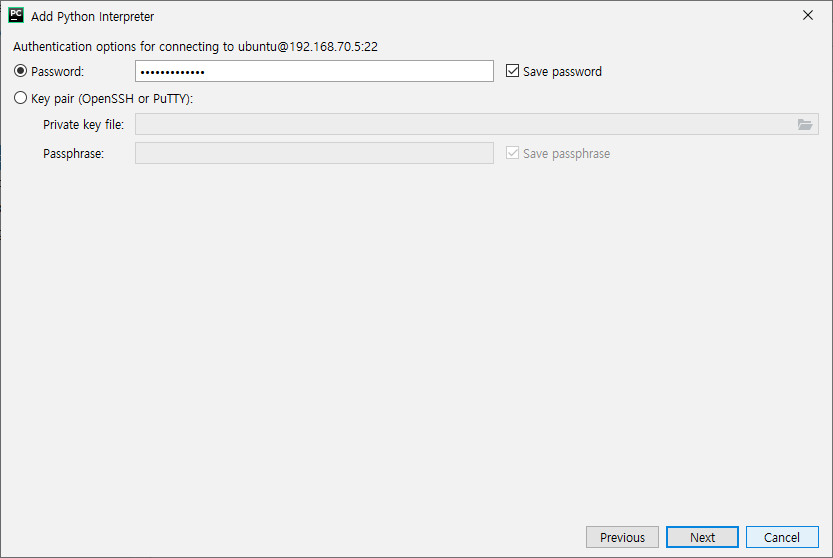 PC
Add Python Interpreter
Authentication options for connecting to ubuntu@192.168.70.5:22
Password: ••••••••••••• Save password
Key pair (OpenSSH or PuTTY):
Private key file:
Passphrase: Save passphrase
Previous Next Cancel